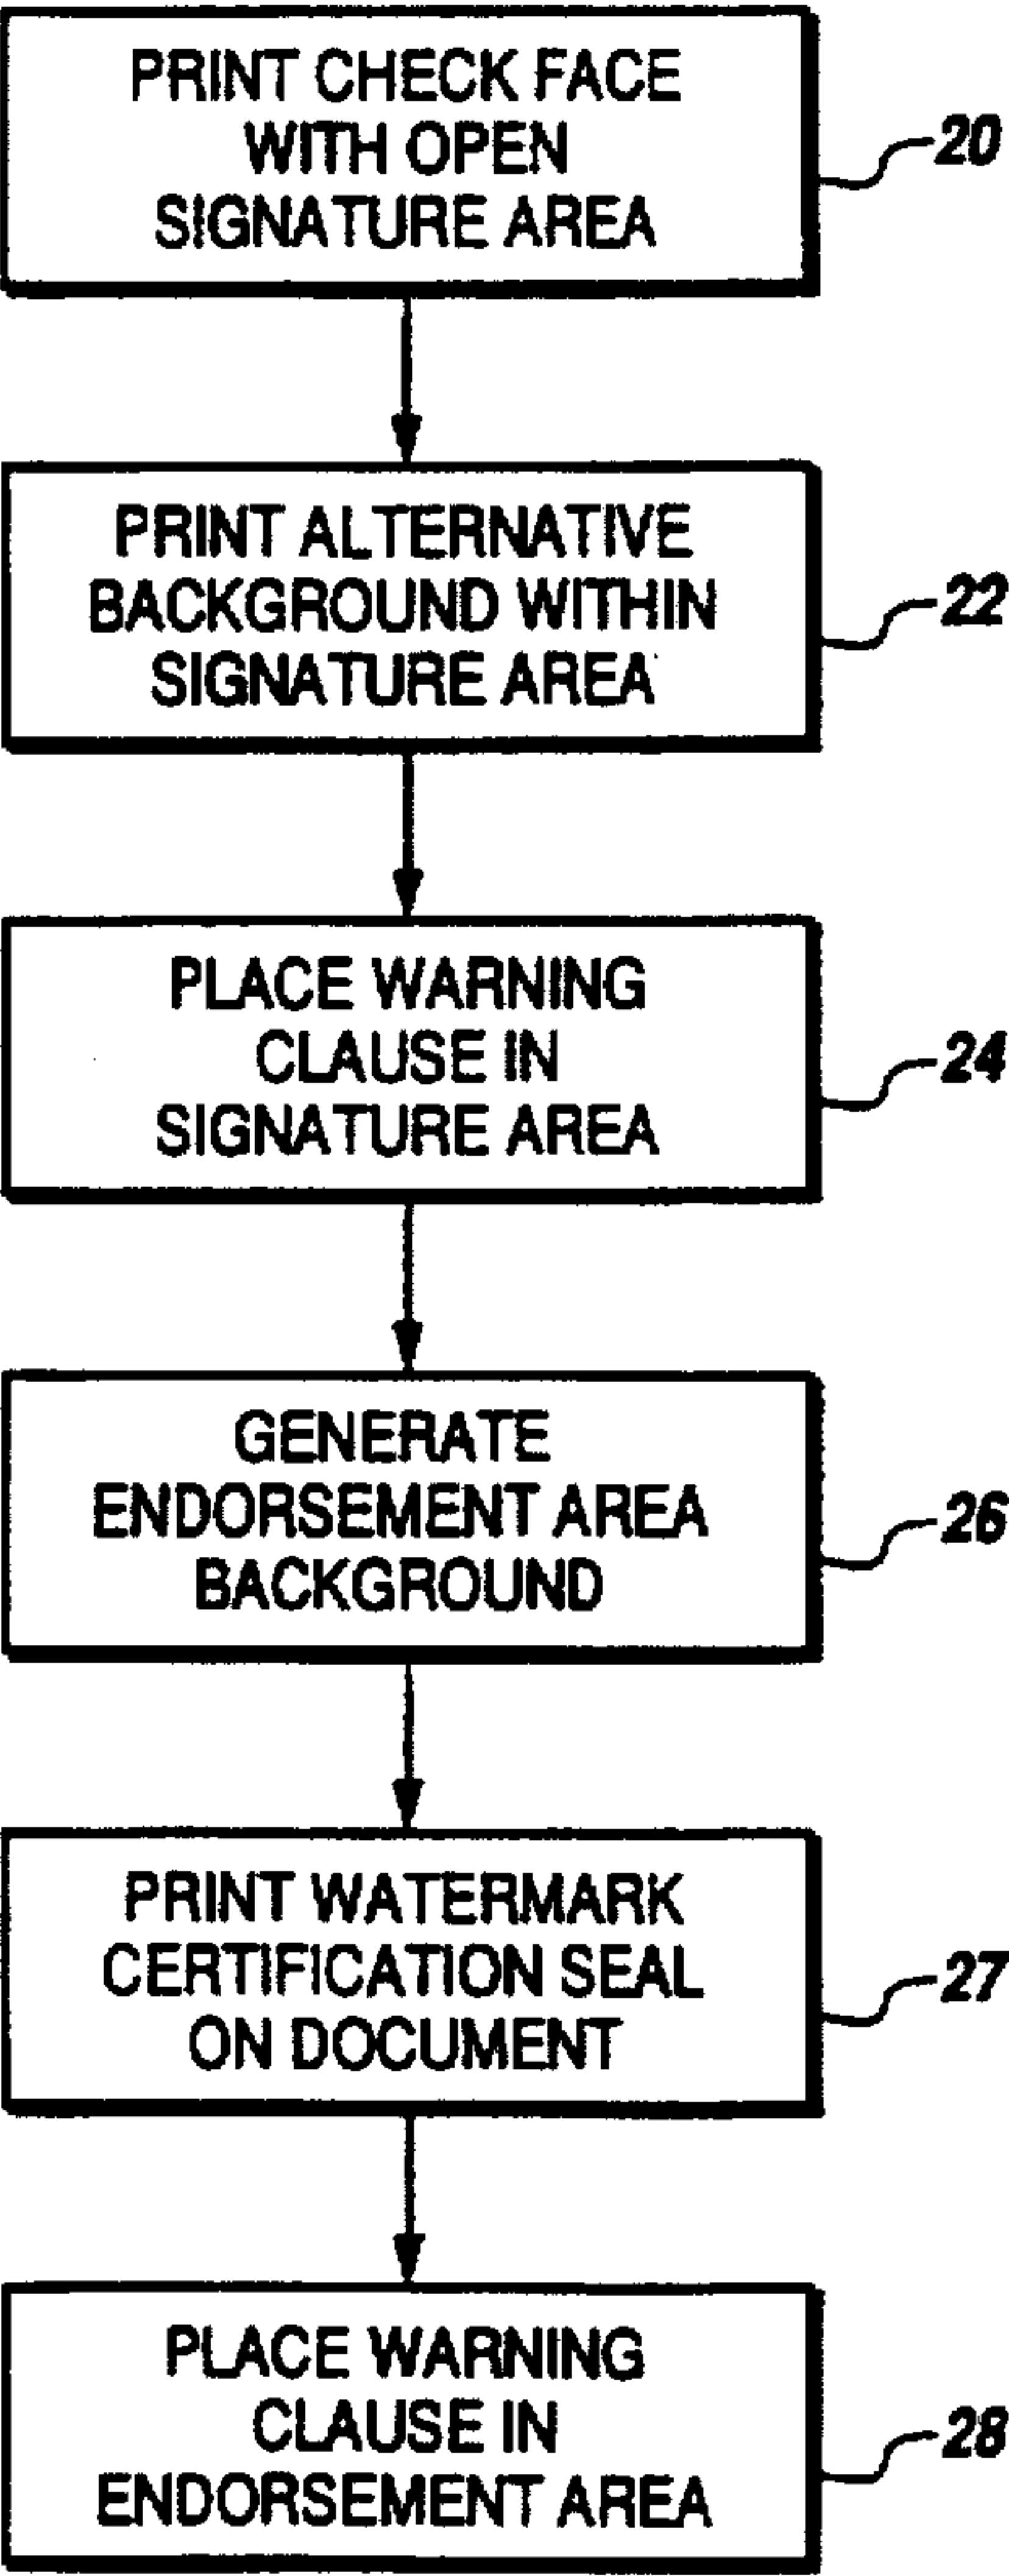 PRINT CHECK FACE
WITH OPEN
SIGNATURE AREA
20
PRINT ALTERNATIVE
BACKGROUND WITHIN
SIGNATURE AREA
22
PLACE WARNING
CLAUSE IN
SIGNATURE AREA
24
GENERATE
ENDORSEMENT AREA
BACKGROUND
26
PRINT WATERMARK
CERTIFICATION SEAL
ON DOCUMENT
27
PLACE WARNING
CLAUSE IN
ENDORSEMENT AREA
28